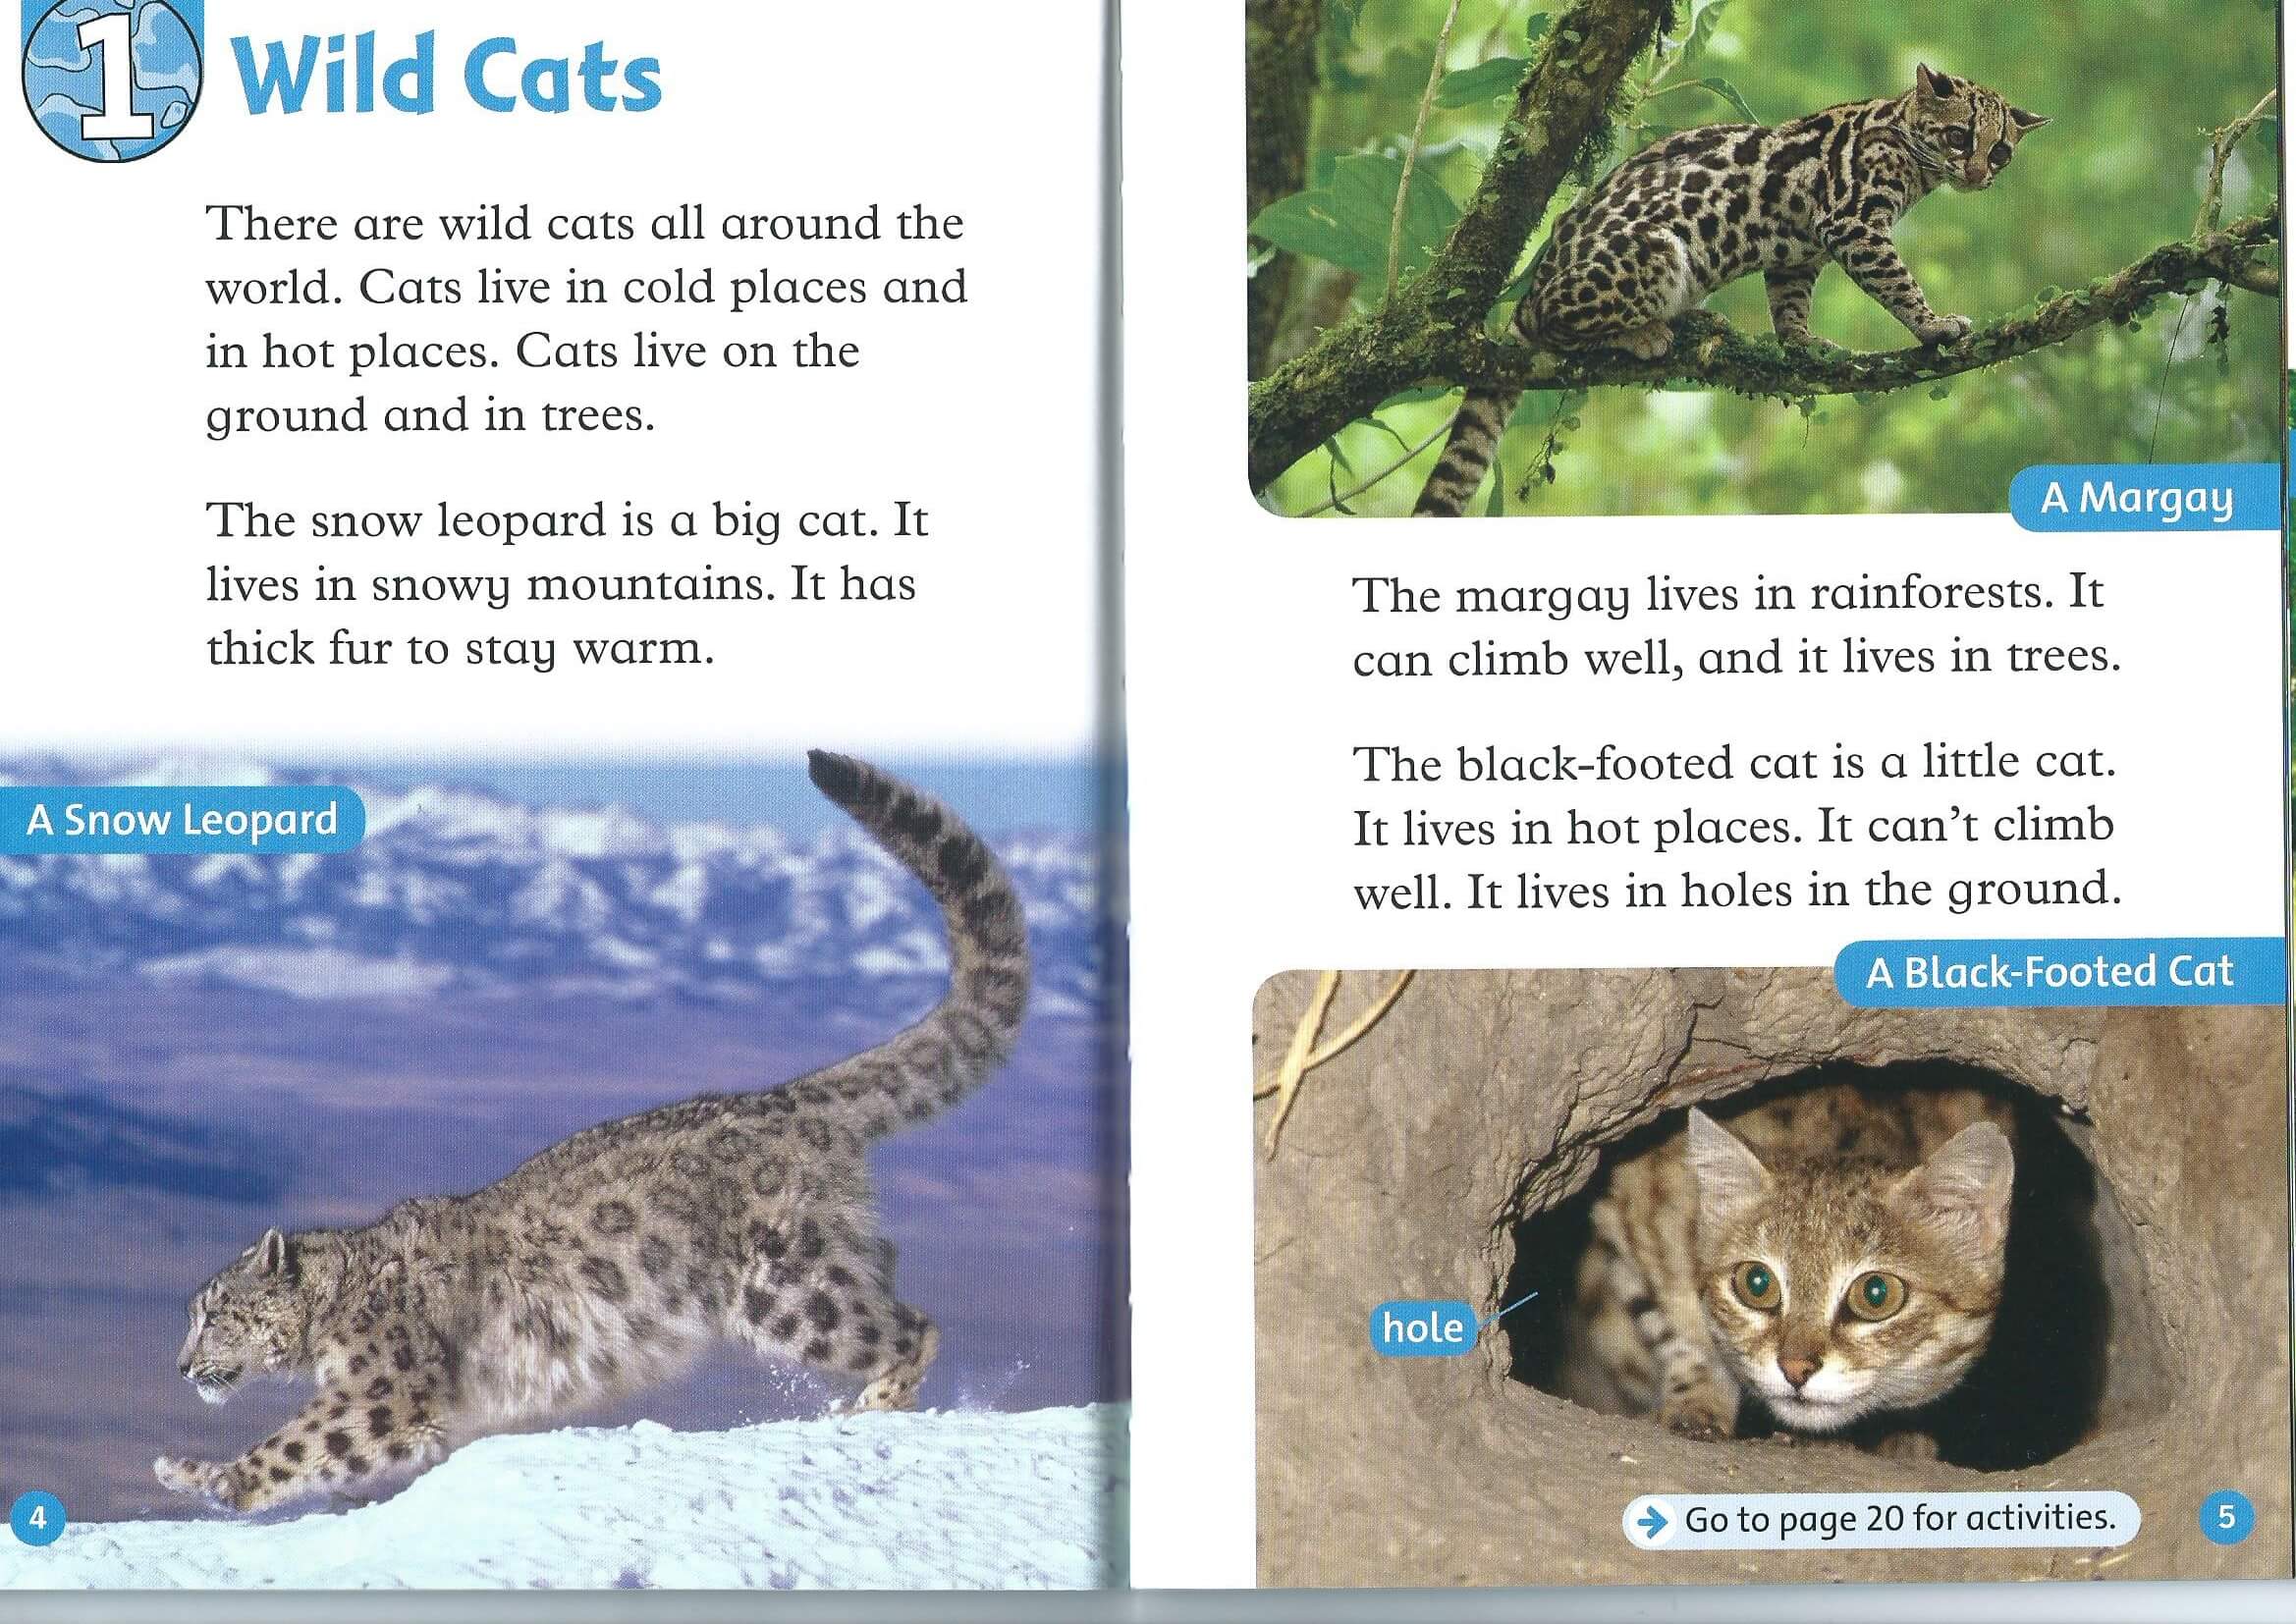 1 Wild Cats
There are wild cats all around the
world. Cats live in cold places and
in hot places. Cats live on the
ground and in trees.
The snow leopard is a big cat. It
lives in snowy mountains. It has
thick fur to stay warm.
A Snow Leopard
4
A Margay
The margay lives in rainforests. It
can climb well, and it lives in trees.
The black-footed cat is a little cat.
It lives in hot places. It can't climb
well. It lives in holes in the ground.
A Black-Footed Cat
hole
Go to page 20 for activities.
5